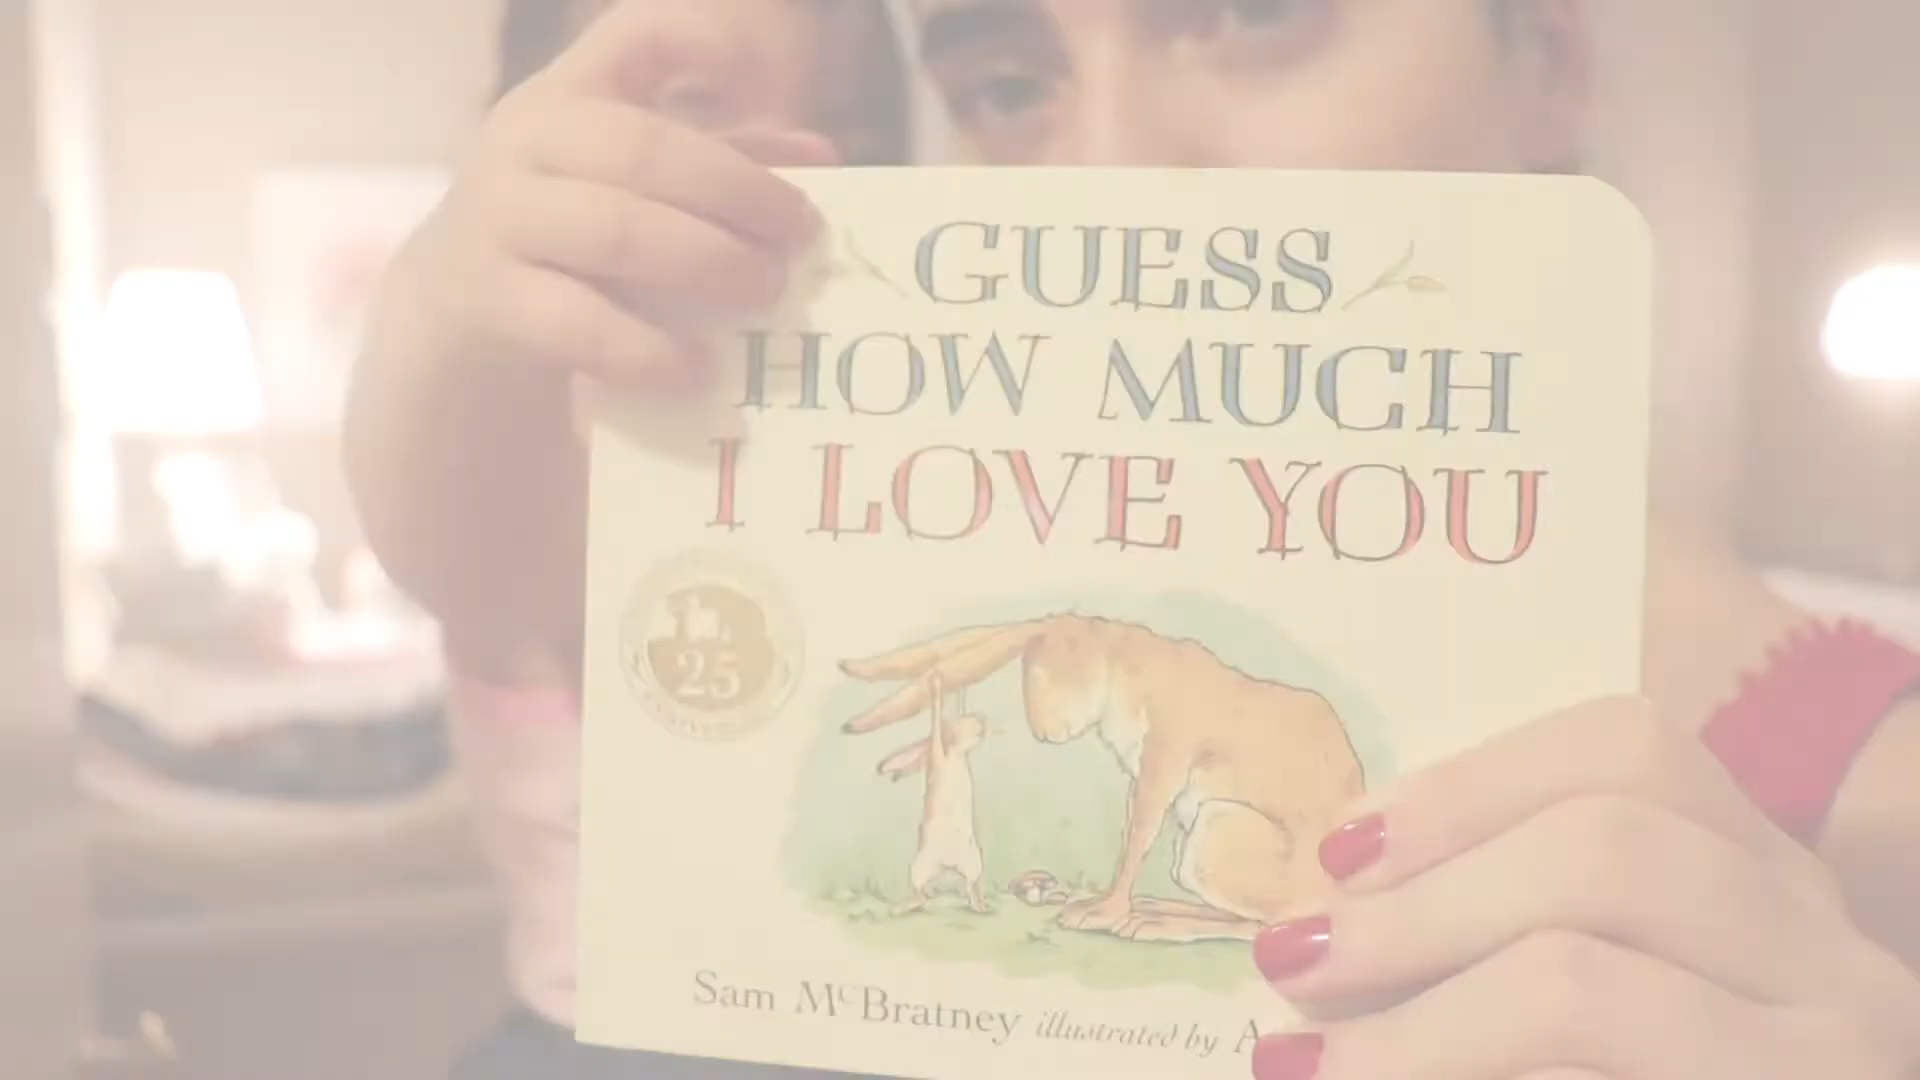 GUESS
HOW MUCH
I LOVE YOU
25
Sam McBratney illustrated by A